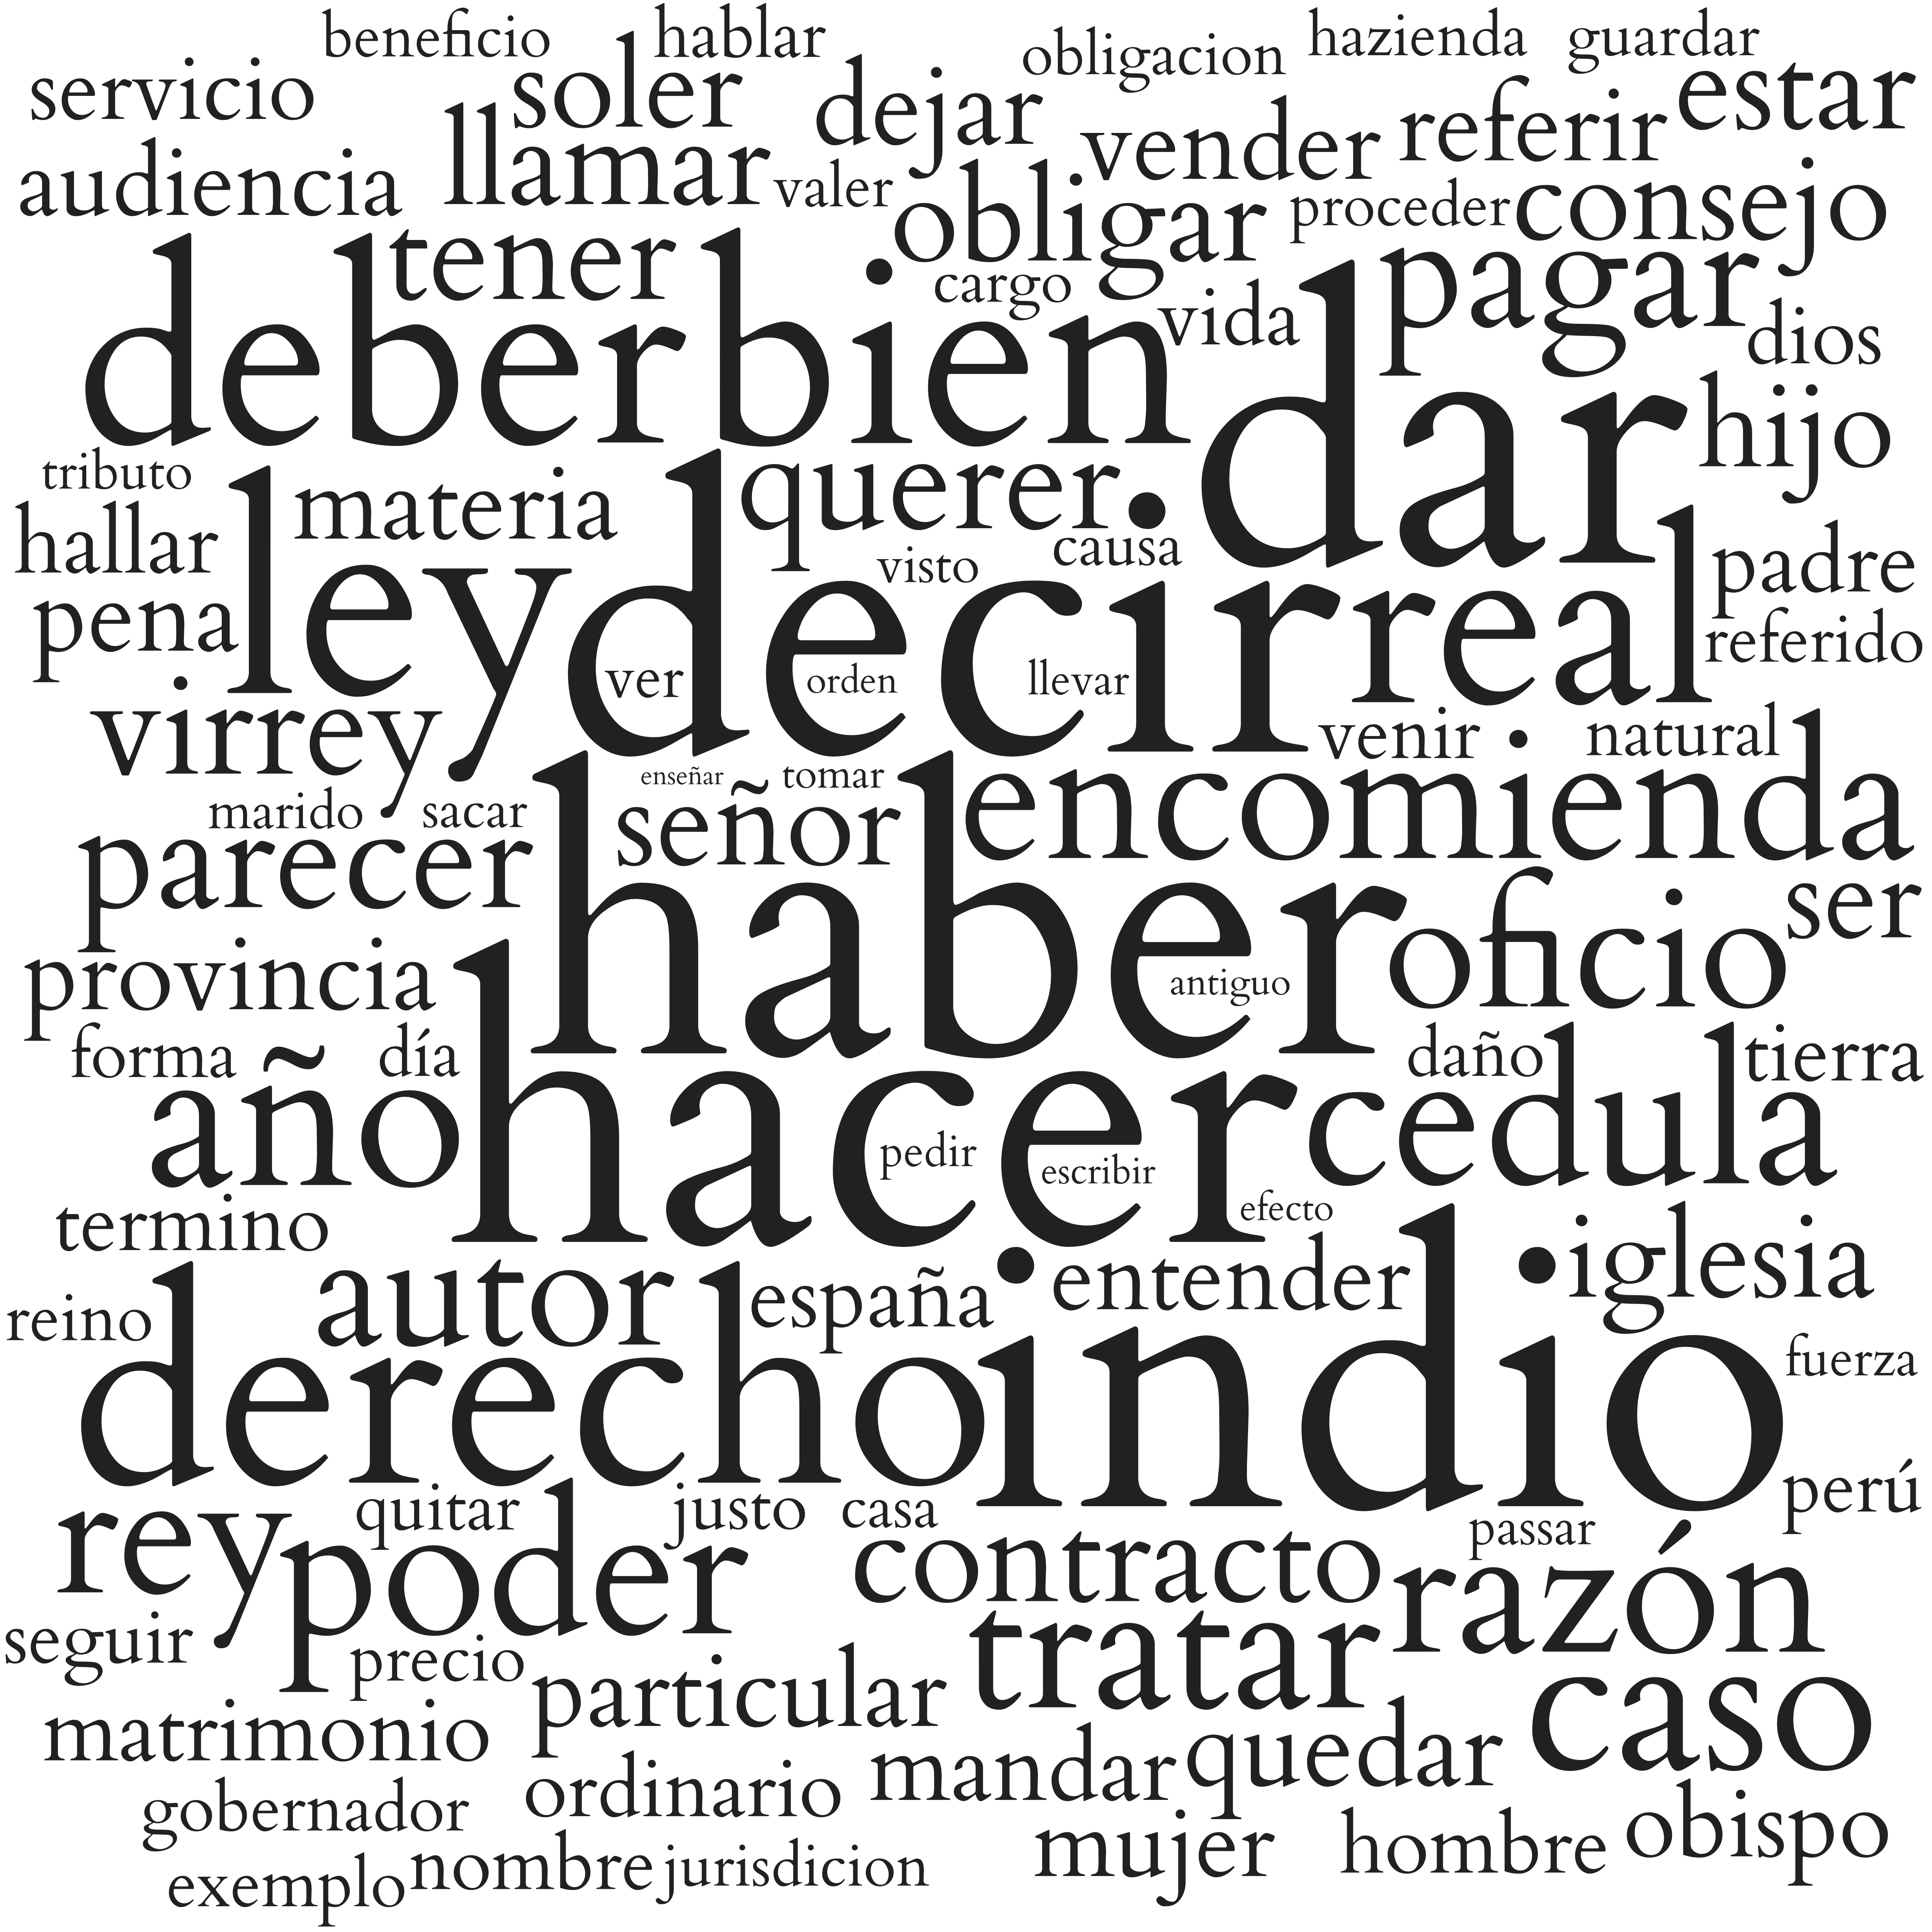 beneficio hablar obligacion hazienda guardar
servicio soler dejar vender referir estar
audiencia llamar valer obligar proceder consejo
tener cargo vida pagar dios
deber bien dar hijo
tributo materia querer causa padre
hallar ley visto real
pena decir referido
ver orden llevar
virrey venir natural
enseñar tomar
marido sacar señor encomienda
parecer haber ser
provincia antiguo oficio
forma día daño tierra
año hacer cedula
pedir escribir
termino efecto
reino autor españa entender iglesia
derecho indio fuerza
perú
rey quitar justo casa passar
poder contracto razón
seguir precio tratar
matrimonio particular caso
gobernador ordinario mandar quedar
exemplo nombre jurisdicion mujer hombre obispo